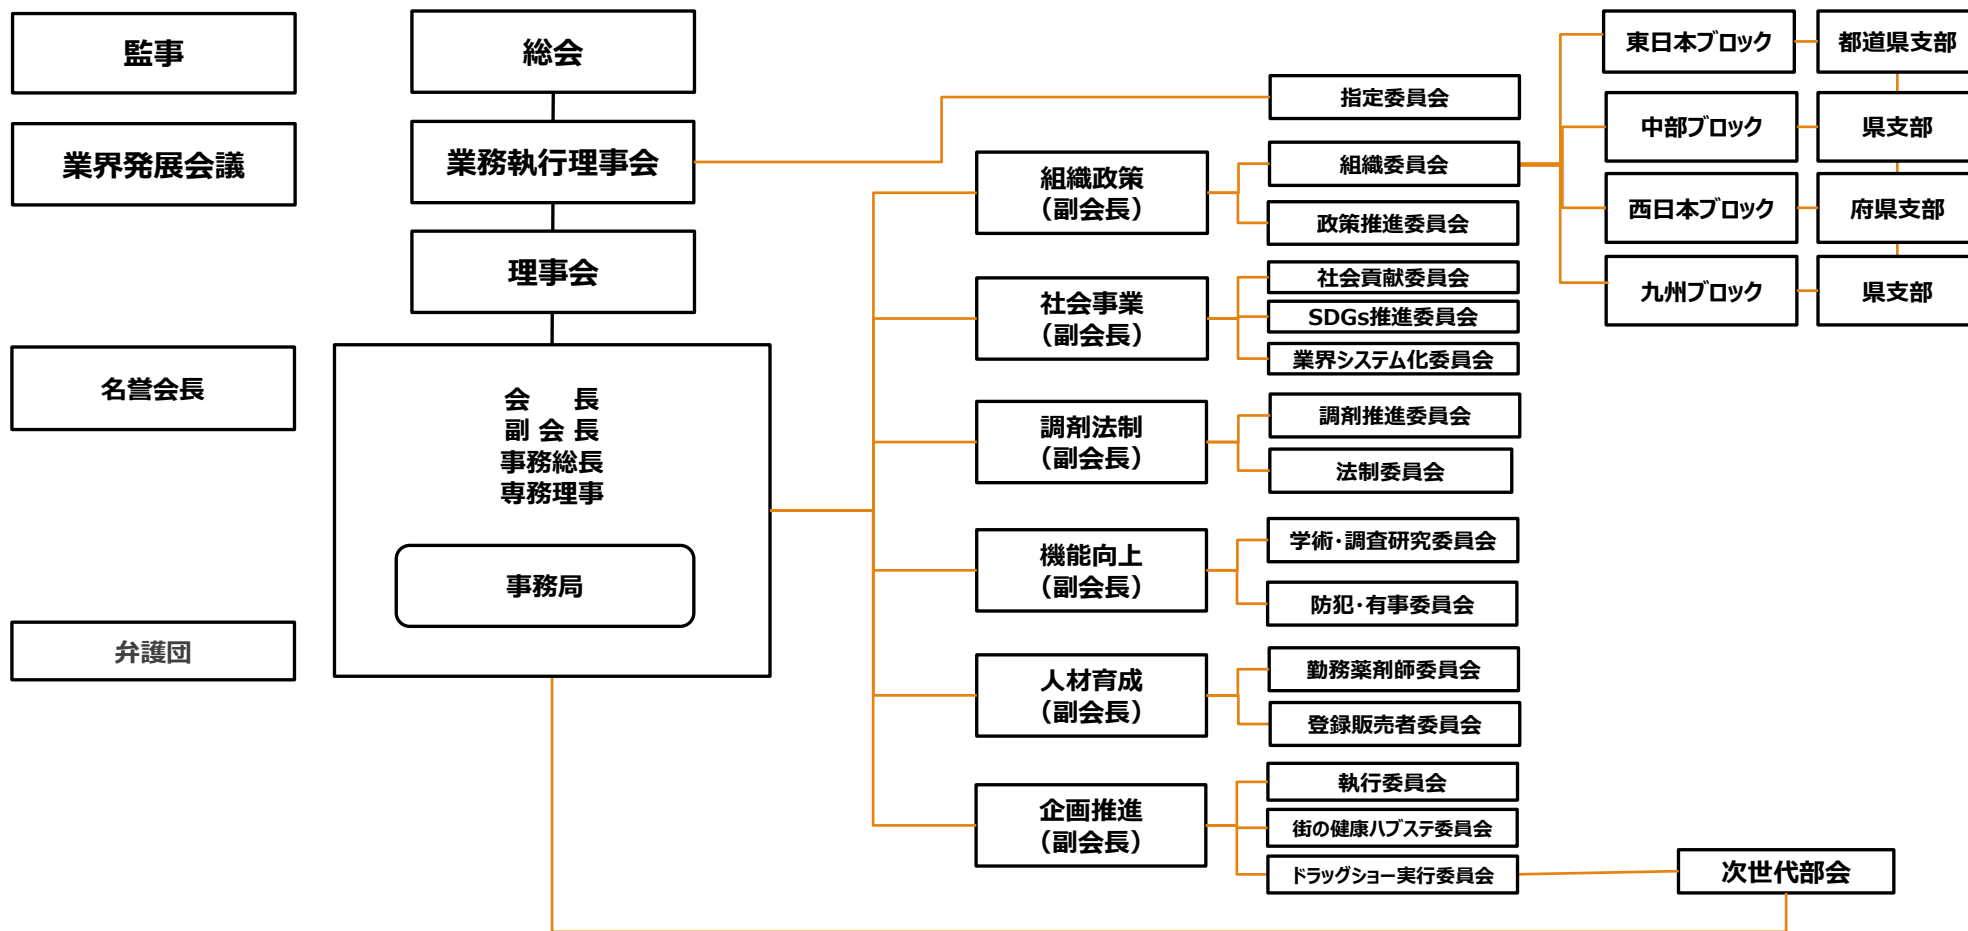 監事
業界発展会議
名誉会長
弁護団
総会
業務執行理事会
理事会
会　　長
副 会 長
事務総長
専務理事
事務局
組織政策
（副会長）
社会事業
（副会長）
調剤法制
（副会長）
機能向上
（副会長）
人材育成
（副会長）
企画推進
（副会長）
指定委員会
組織委員会
政策推進委員会
社会貢献委員会
SDGs推進委員会
業界システム化委員会
調剤推進委員会
法制委員会
学術・調査研究委員会
防犯・有事委員会
勤務薬剤師委員会
登録販売者委員会
執行委員会
街の健康ハブステ委員会
ドラッグショー実行委員会
東日本ブロック
都道県支部
中部ブロック
県支部
西日本ブロック
府県支部
九州ブロック
県支部
次世代部会